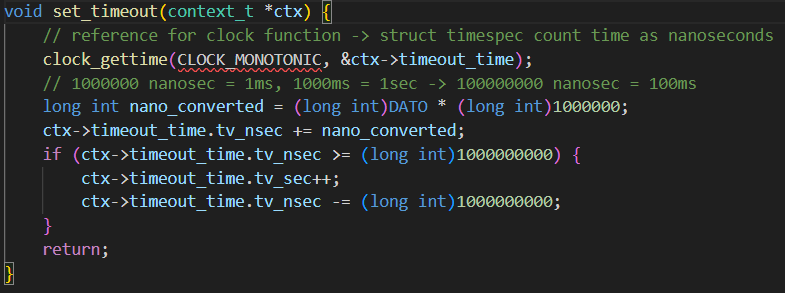 void set_timeout(context_t *ctx) {
    // reference for clock function -> struct timespec count time as nanoseconds
    clock_gettime(CLOCK_MONOTONIC, &ctx->timeout_time);
    // 1000000 nanosec = 1ms, 1000ms = 1sec -> 100000000 nanosec = 100ms
    long int nano_converted = (long int)DATO * (long int)1000000;
    ctx->timeout_time.tv_nsec += nano_converted;
    if (ctx->timeout_time.tv_nsec >= (long int)1000000000) {
        ctx->timeout_time.tv_sec++;
        ctx->timeout_time.tv_nsec -= (long int)1000000000;
    }
    return;
}